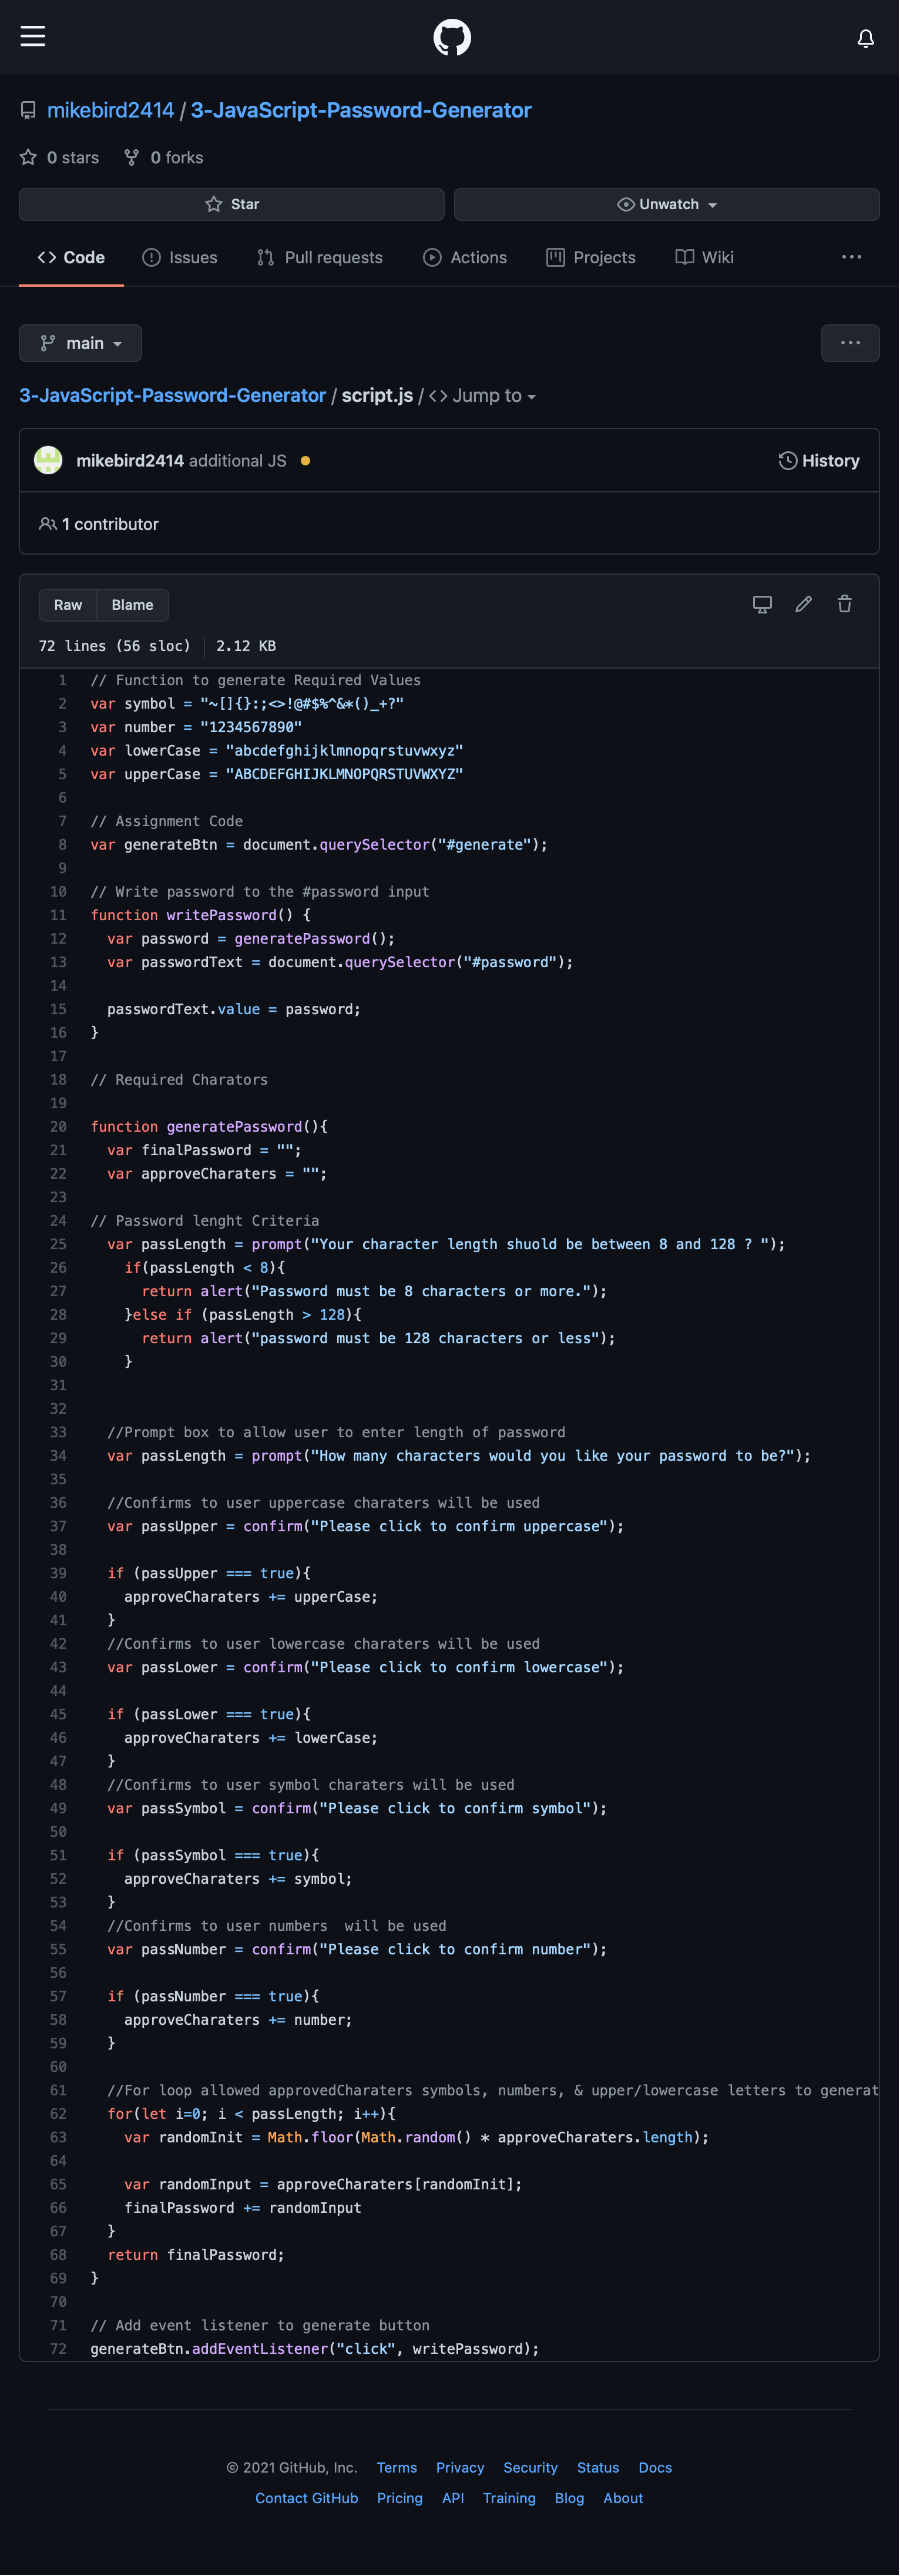 mikebird2414 / 3-JavaScript-Password-Generator
0 stars 0 forks
Star Unwatch
Code Issues Pull requests Actions Projects Wiki ...
main ...
3-JavaScript-Password-Generator / script.js / <> Jump to
mikebird2414 additional JS History
1 contributor
Raw Blame
72 lines (56 sloc) 2.12 KB
1 // Function to generate Required Values
2 var symbol = "~[]{}:;<>!@#$%^&*()_+?"
3 var number = "1234567890"
4 var lowerCase = "abcdefghijklmnopqrstuvwxyz"
5 var upperCase = "ABCDEFGHIJKLMNOPQRSTUVWXYZ"
6
7 // Assignment Code
8 var generateBtn = document.querySelector("#generate");
9
10 // Write password to the #password input
11 function writePassword() {
12 var password = generatePassword();
13 var passwordText = document.querySelector("#password");
14
15 passwordText.value = password;
16 }
17
18 // Required Charators
19
20 function generatePassword(){
21 var finalPassword = "";
22 var approveCharaters = "";
23
24 // Password lenght Criteria
25 var passLength = prompt("Your character length shuold be between 8 and 128 ? ");
26 if(passLength < 8){
27 return alert("Password must be 8 characters or more.");
28 }else if (passLength > 128){
29 return alert("password must be 128 characters or less");
30 }
31
32
33 //Prompt box to allow user to enter length of password
34 var passLength = prompt("How many characters would you like your password to be?");
35
36 //Confirms to user uppercase charaters will be used
37 var passUpper = confirm("Please click to confirm uppercase");
38
39 if (passUpper === true){
40 approveCharaters += upperCase;
41 }
42 //Confirms to user lowercase charaters will be used
43 var passLower = confirm("Please click to confirm lowercase");
44
45 if (passLower === true){
46 approveCharaters += lowerCase;
47 }
48 //Confirms to user symbol charaters will be used
49 var passSymbol = confirm("Please click to confirm symbol");
50
51 if (passSymbol === true){
52 approveCharaters += symbol;
53 }
54 //Confirms to user numbers  will be used
55 var passNumber = confirm("Please click to confirm number");
56
57 if (passNumber === true){
58 approveCharaters += number;
59 }
60
61 //For loop allowed approvedCharaters symbols, numbers, & upper/lowercase letters to generat
62 for(let i=0; i < passLength; i++){
63 var randomInit = Math.floor(Math.random() * approveCharaters.length);
64
65 var randomInput = approveCharaters[randomInit];
66 finalPassword += randomInput
67 }
68 return finalPassword;
69 }
70
71 // Add event listener to generate button
72 generateBtn.addEventListener("click", writePassword);
© 2021 GitHub, Inc. Terms Privacy Security Status Docs
Contact GitHub Pricing API Training Blog About